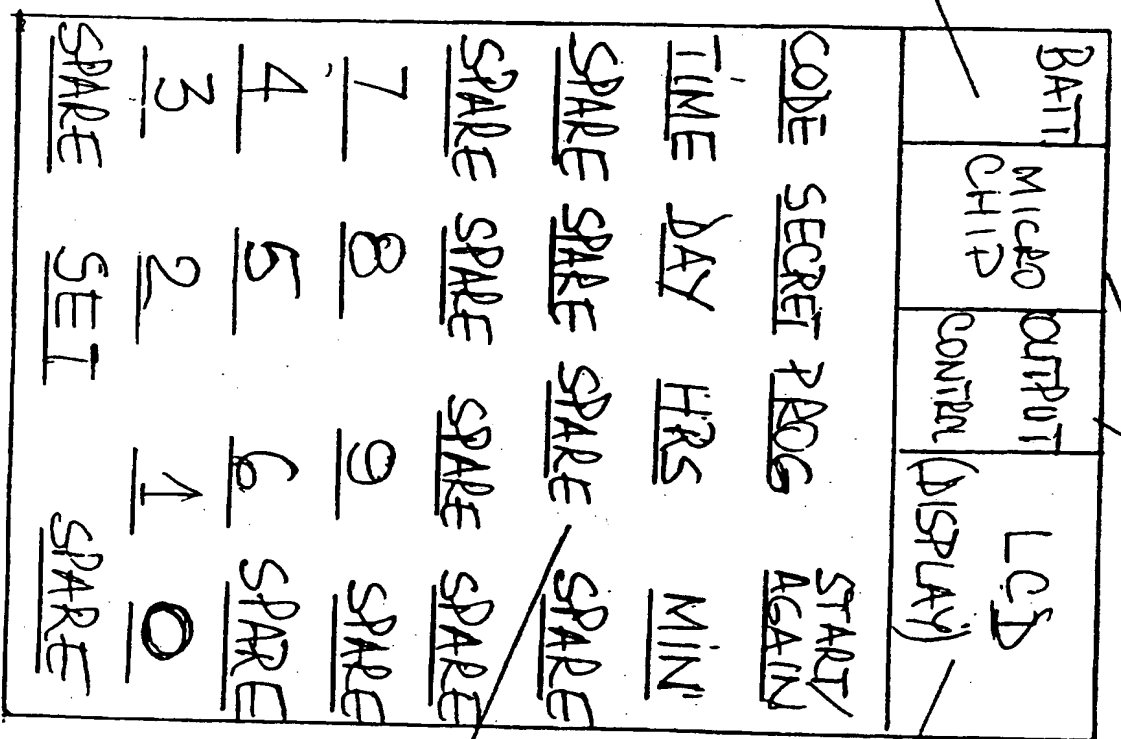 BATT
MICRO
CHIP
OUTPUT
CONTROL
LCD
(DISPLAY)
CODE SECRET PROG START/
AGAIN
TIME DAY HRS MIN
SPARE SPARE SPARE SPARE
SPARE SPARE SPARE SPARE
7 8 9 SPARE
4 5 6 SPARE
3 2 1 0
SPARE SET SPARE